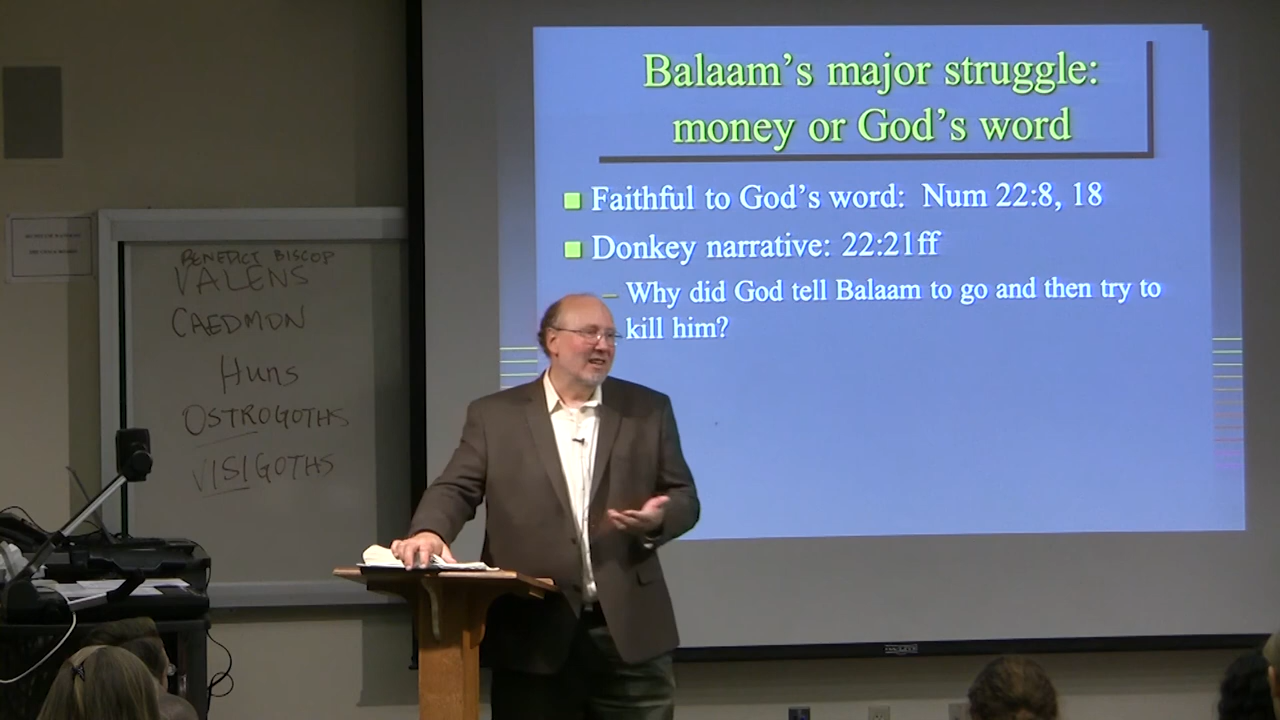 Balaam's major struggle:
money or God's word
Faithful to God's word: Num 22:8, 18
Donkey narrative: 22:21ff
– Why did God tell Balaam to go and then try to
kill him?
BENEDICT BISCOP
VALENS
CAEDMON
Huns
OSTROGOTHS
VISIGOTHS